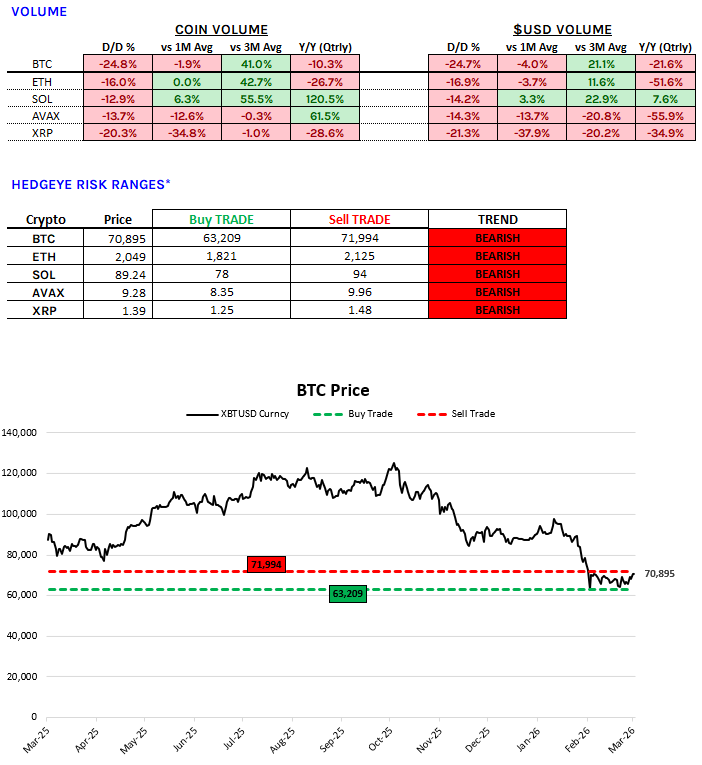 VOLUME
COIN VOLUME $USD VOLUME
D/D % vs 1M Avg vs 3M Avg Y/Y (Qtrly) D/D % vs 1M Avg vs 3M Avg Y/Y (Qtrly)
BTC -24.8% -1.9% 41.0% -10.3% -24.7% -4.0% 21.1% -21.6%
ETH -16.0% 0.0% 42.7% -26.7% -16.9% -3.7% 11.6% -51.6%
SOL -12.9% 6.3% 55.5% 120.5% -14.2% 3.3% 22.9% 7.6%
AVAX -13.7% -12.6% -0.3% 61.5% -14.3% -13.7% -20.8% -55.9%
XRP -20.3% -34.8% -1.0% -28.6% -21.3% -37.9% -20.2% -34.9%
HEDGEYE RISK RANGES*
Crypto Price Buy TRADE Sell TRADE TREND
BTC 70,895 63,209 71,994 BEARISH
ETH 2,049 1,821 2,125 BEARISH
SOL 89.24 78 94 BEARISH
AVAX 9.28 8.35 9.96 BEARISH
XRP 1.39 1.25 1.48 BEARISH
BTC Price
XBTUSD Curncy Buy Trade Sell Trade
140,000
120,000
100,000
80,000
71,994
70,895
60,000
63,209
40,000
20,000
0
Mar-25 Apr-25 May-25 Jun-25 Jul-25 Aug-25 Sep-25 Oct-25 Nov-25 Dec-25 Jan-26 Feb-26 Mar-26